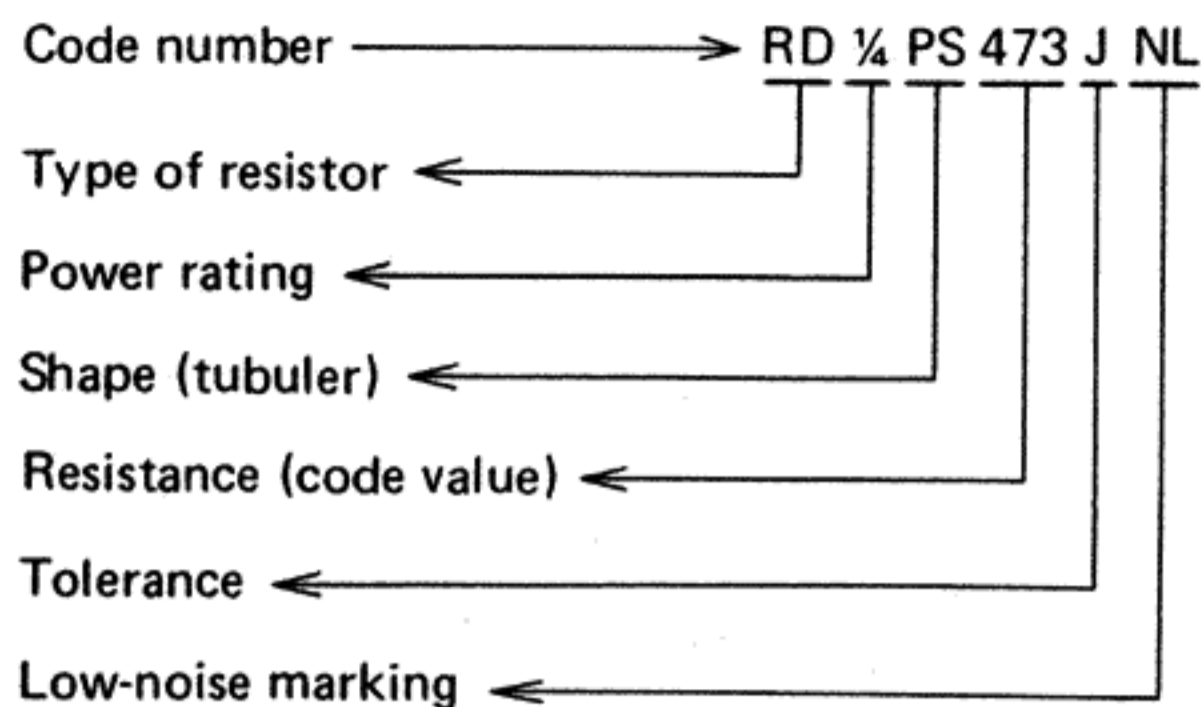 Code number RD ¼ PS 473 J NL
Type of resistor
Power rating
Shape (tubuler)
Resistance (code value)
Tolerance
Low-noise marking